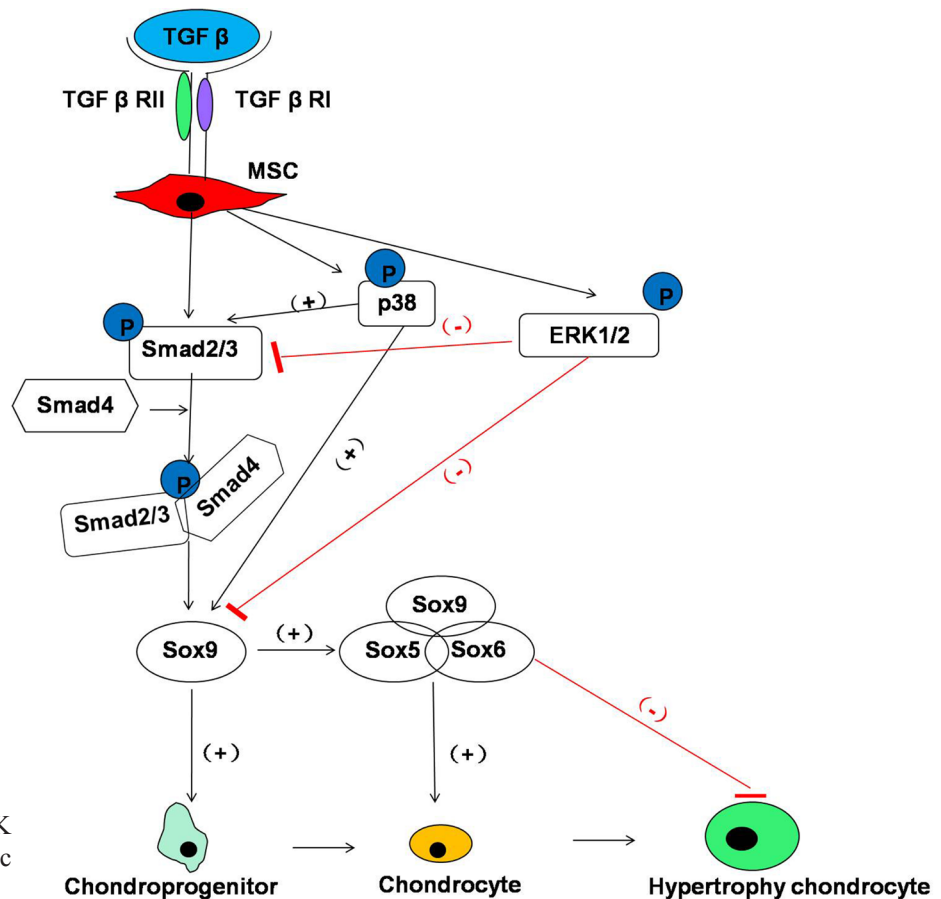 TGF β
TGF β RII
TGF β RI
MSC
P
p38
(+)
P
ERK1/2
(-)
P
Smad2/3
Smad4
(+)
(-)
P
Smad4
Smad2/3
Sox9
(+)
Sox9
Sox5
Sox6
(-)
(+)
(+)
K
c
Chondroprogenitor
Chondrocyte
Hypertrophy chondrocyte